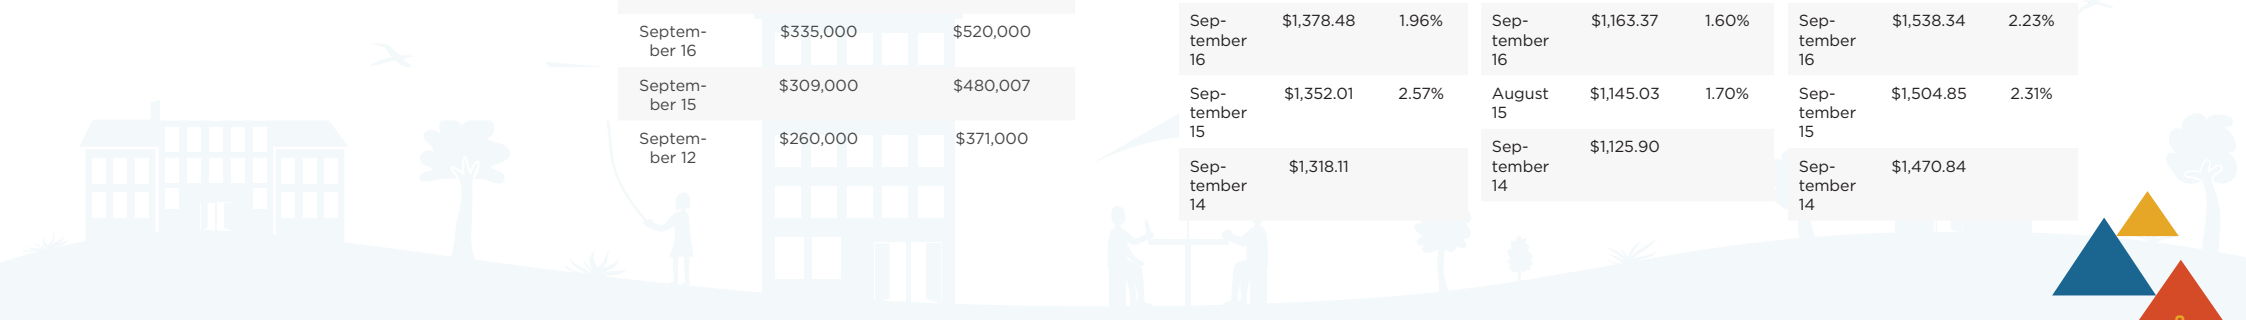 Septem-
ber 16 $335,000 $520,000
Septem-
ber 15 $309,000 $480,007
Septem-
ber 12 $260,000 $371,000
Sep- $1,378.48 1.96%
tember
16
Sep- $1,352.01 2.57%
tember
15
Sep- $1,318.11
tember
14
Sep- $1,163.37 1.60%
tember
16
August $1,145.03 1.70%
15
Sep- $1,125.90
tember
14
Sep- $1,538.34 2.23%
tember
16
Sep- $1,504.85 2.31%
tember
15
Sep- $1,470.84
tember
14